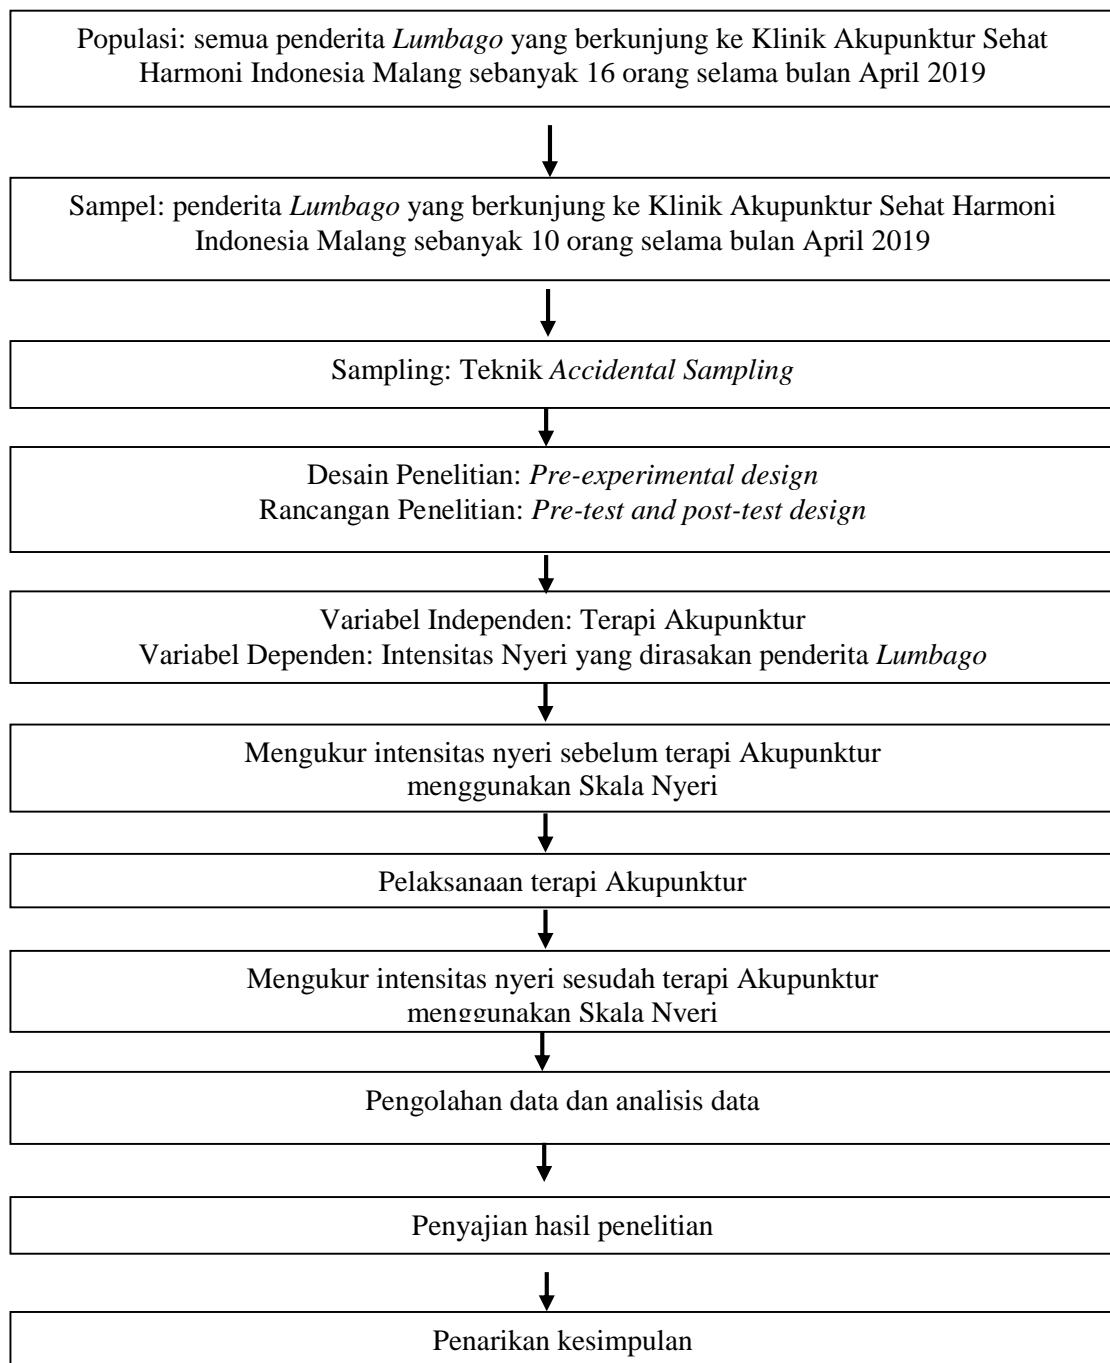 Populasi: semua penderita Lumbago yang berkunjung ke Klinik Akupunktur Sehat
Harmoni Indonesia Malang sebanyak 16 orang selama bulan April 2019
Sampel: penderita Lumbago yang berkunjung ke Klinik Akupunktur Sehat Harmoni
Indonesia Malang sebanyak 10 orang selama bulan April 2019
Sampling: Teknik Accidental Sampling
Desain Penelitian: Pre-experimental design
Rancangan Penelitian: Pre-test and post-test design
Variabel Independen: Terapi Akupunktur
Variabel Dependen: Intensitas Nyeri yang dirasakan penderita Lumbago
Mengukur intensitas nyeri sebelum terapi Akupunktur
menggunakan Skala Nyeri
Pelaksanaan terapi Akupunktur
Mengukur intensitas nyeri sesudah terapi Akupunktur
menggunakan Skala Nyeri
Pengolahan data dan analisis data
Penyajian hasil penelitian
Penarikan kesimpulan